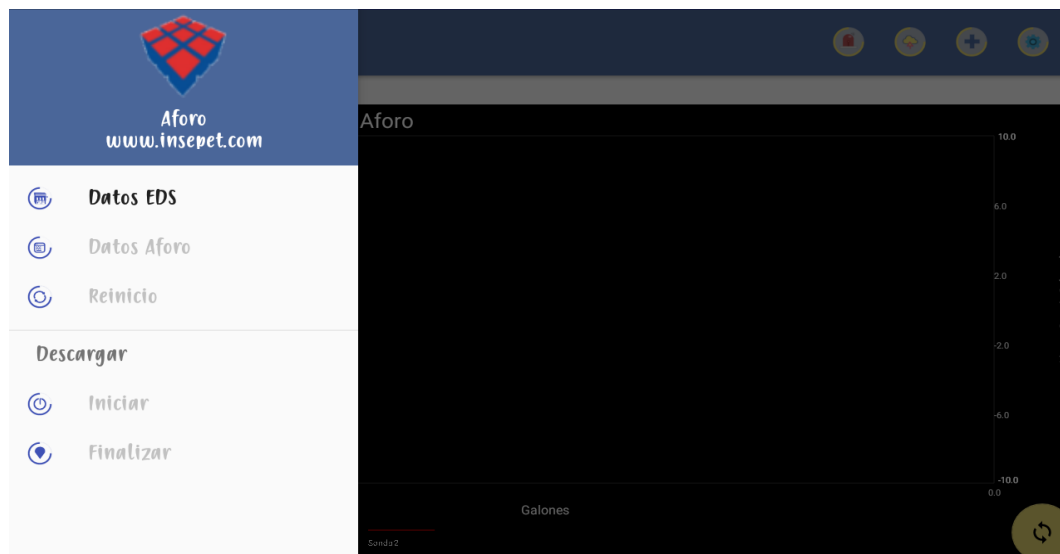 Aforo
www.insepet.com
Datos EDS
Datos Aforo
Reinicio
Descargar
Iniciar
Finalizar
Aforo
10.0
6.0
2.0
-2.0
-6.0
-10.0
0.0
Galones
Sonda2